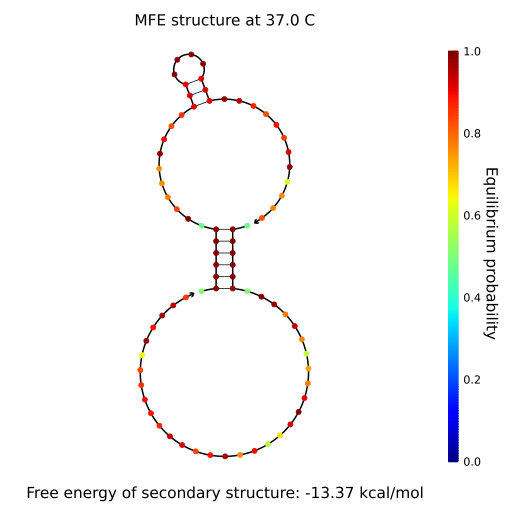 MFE structure at 37.0 C
1.0
0.8
0.6
0.4
0.2
0.0
Equilibrium probability
Free energy of secondary structure: -13.37 kcal/mol